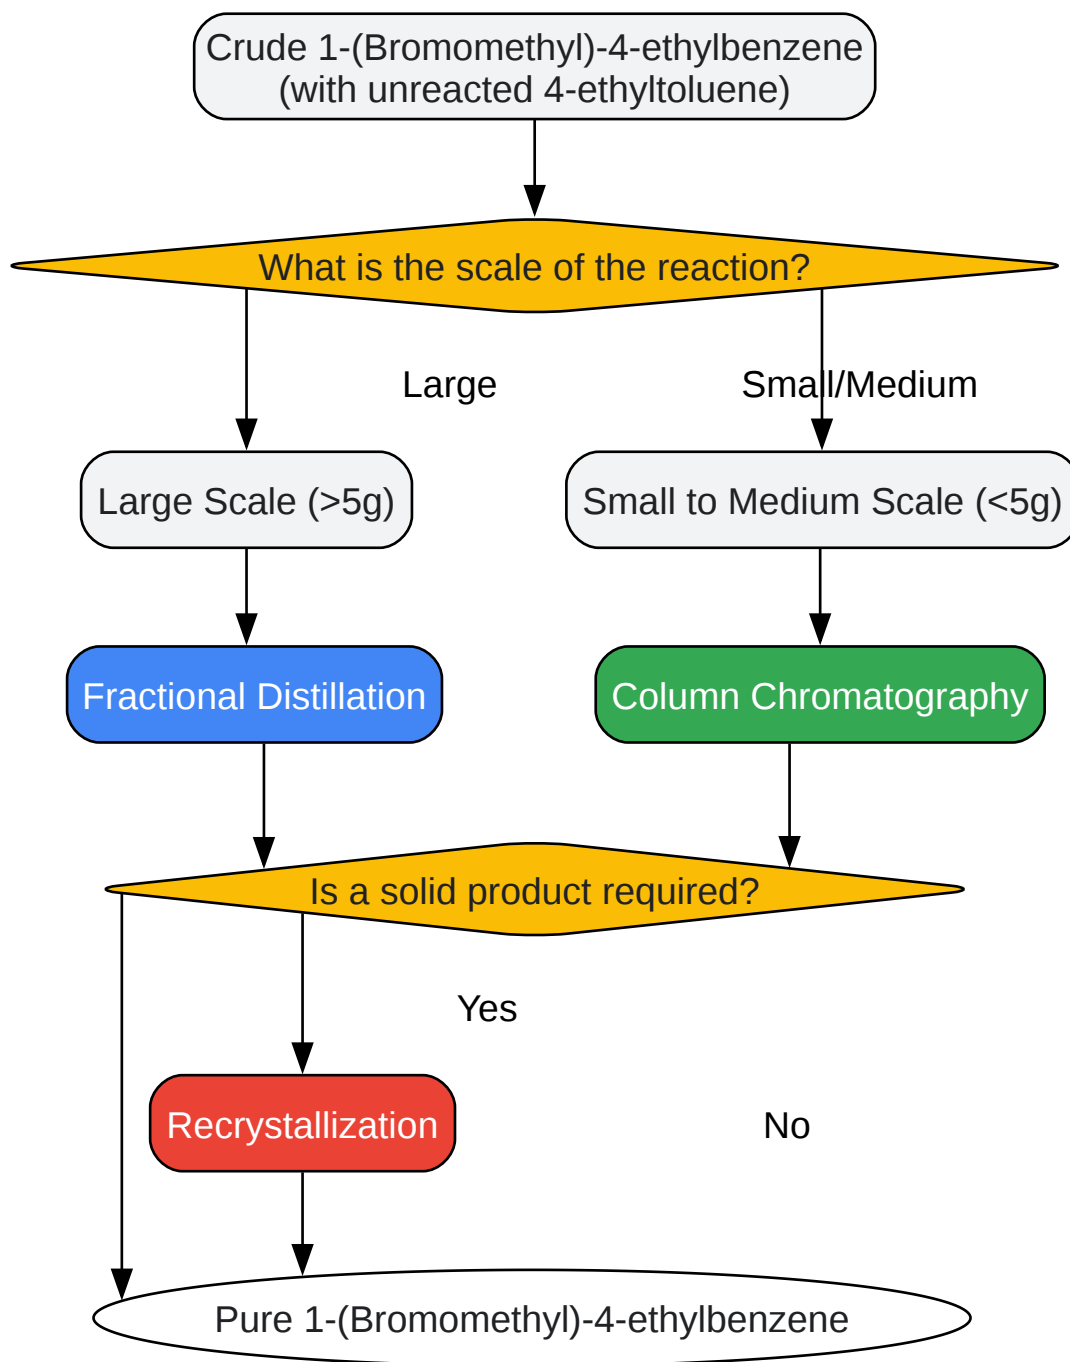 Crude 1-(Bromomethyl)-4-ethylbenzene
(with unreacted 4-ethyltoluene)
What is the scale of the reaction?
Large
Small/Medium
Large Scale (>5g)
Small to Medium Scale (<5g)
Fractional Distillation
Column Chromatography
Is a solid product required?
Yes
Recrystallization
No
Pure 1-(Bromomethyl)-4-ethylbenzene